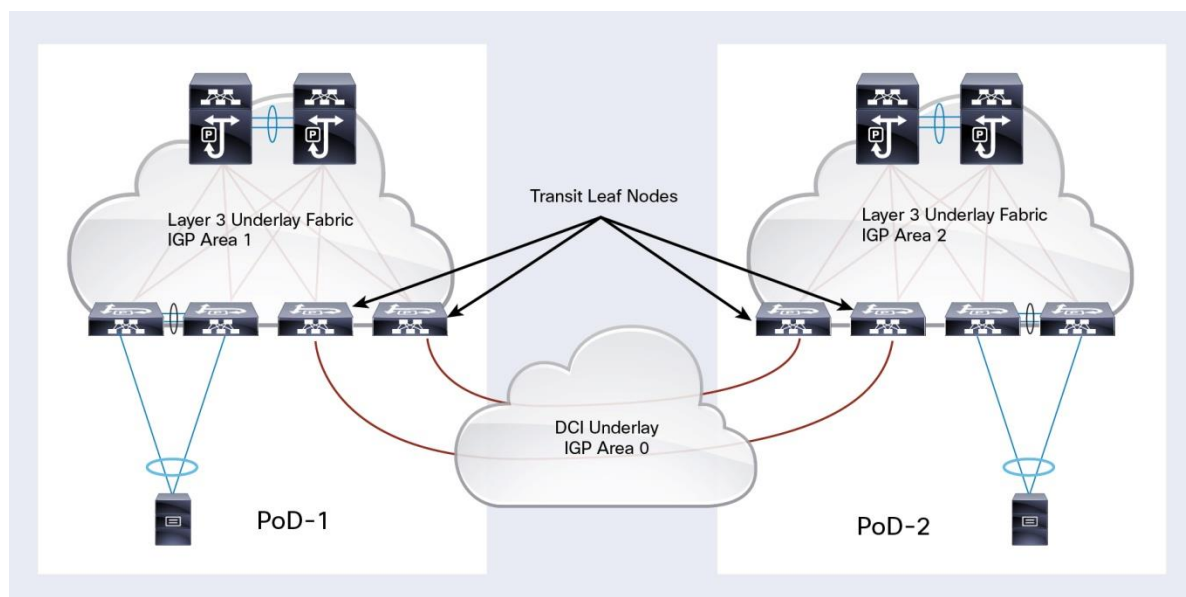 Transit Leaf Nodes
Layer 3 Underlay Fabric
IGP Area 1
P
P
Layer 3 Underlay Fabric
IGP Area 2
P
P
DCI Underlay
IGP Area 0
PoD-1
PoD-2